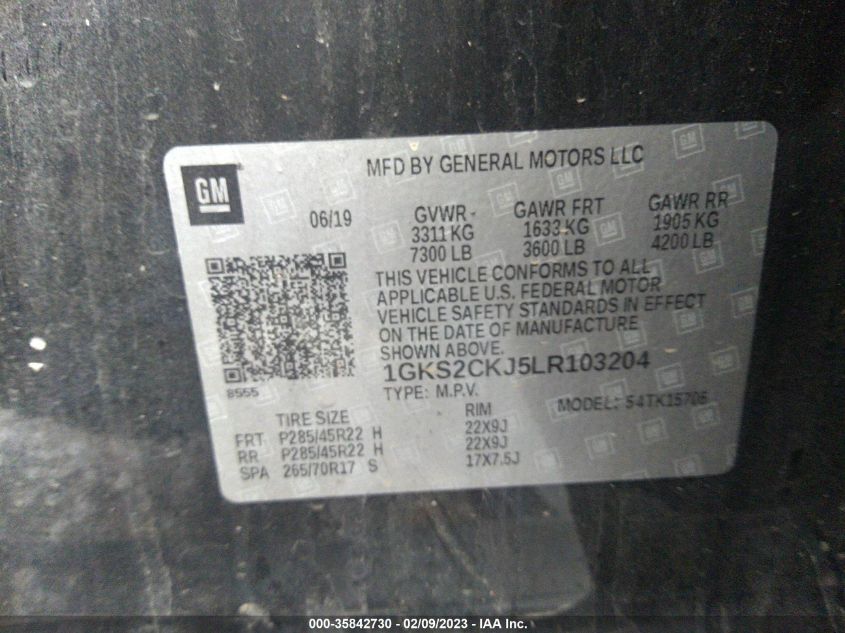 GM
MFD BY GENERAL MOTORS LLC
06/19
GVWR
GAWR FRT
GAWR RR
3311 KG
1633 KG
1905 KG
7300 LB
3600 LB
4200 LB
THIS VEHICLE CONFORMS TO ALL
APPLICABLE U.S. FEDERAL MOTOR
VEHICLE SAFETY STANDARDS IN EFFECT
ON THE DATE OF MANUFACTURE
SHOWN ABOVE.
8555
1GKS2CKJ5LR103204
TYPE: M.P.V.
MODEL: S4TK15706
TIRE SIZE
RIM
FRT P285/45R22 H
22X9J
RR P285/45R22 H
22X9J
SPA 265/70R17 S
17X7.5J
000-35842730 - 02/09/2023 - IAA Inc.